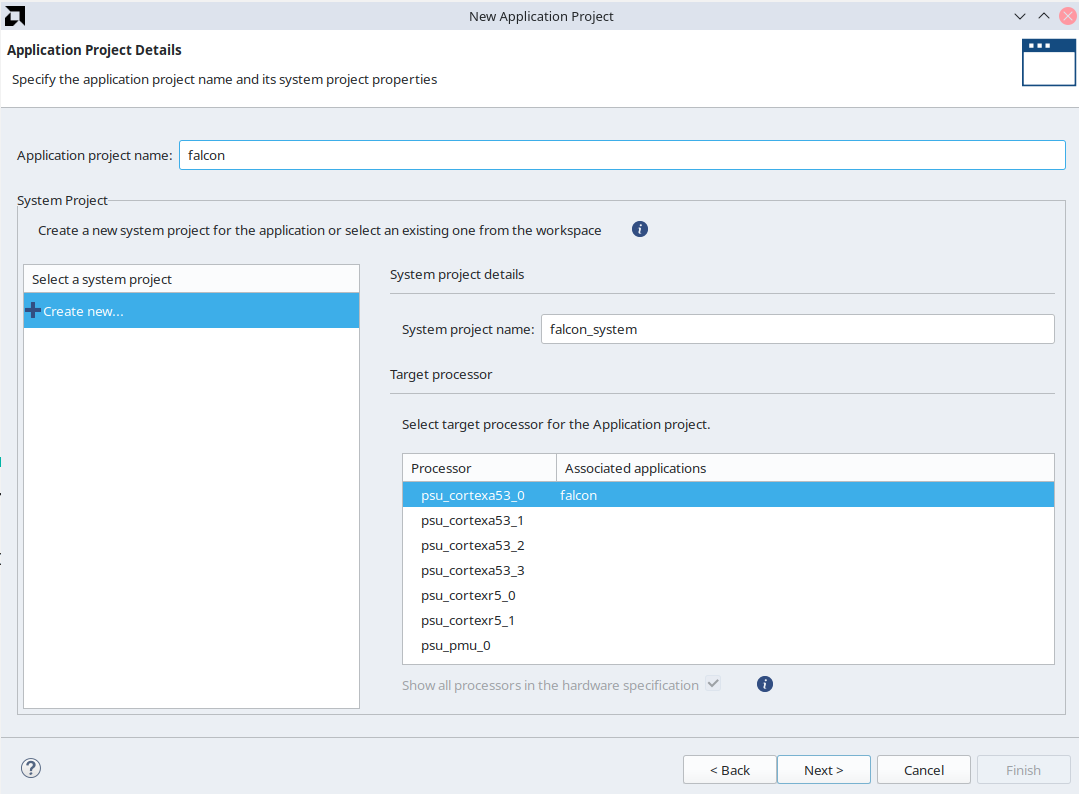 New Application Project
Application Project Details
Specify the application project name and its system project properties
Application project name: falcon
System Project
Create a new system project for the application or select an existing one from the workspace
Select a system project
Create new...
System project details
System project name: falcon_system
Target processor
Select target processor for the Application project.
Processor Associated applications
psu_cortexa53_0 falcon
psu_cortexa53_1
psu_cortexa53_2
psu_cortexa53_3
psu_cortexr5_0
psu_cortexr5_1
psu_pmu_0
Show all processors in the hardware specification
< Back Next > Cancel Finish